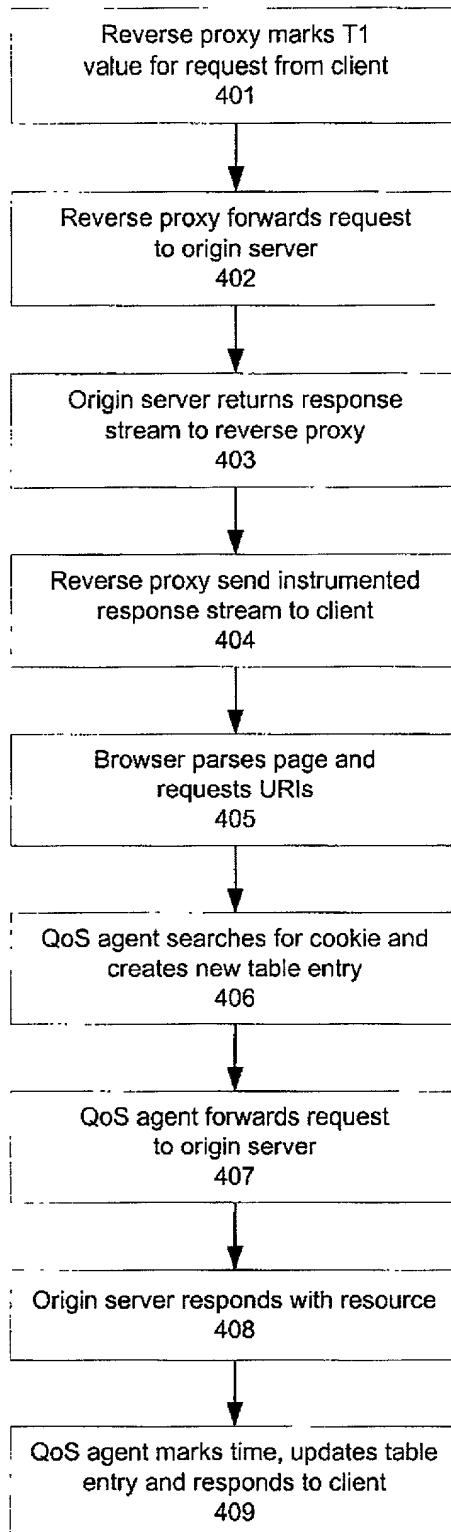 Reverse proxy marks T1
value for request from client
401
Reverse proxy forwards request
to origin server
402
Origin server returns response
stream to reverse proxy
403
Reverse proxy send instrumented
response stream to client
404
Browser parses page and
requests URIs
405
QoS agent searches for cookie and
creates new table entry
406
QoS agent forwards request
to origin server
407
Origin server responds with resource
408
QoS agent marks time, updates table
entry and responds to client
409